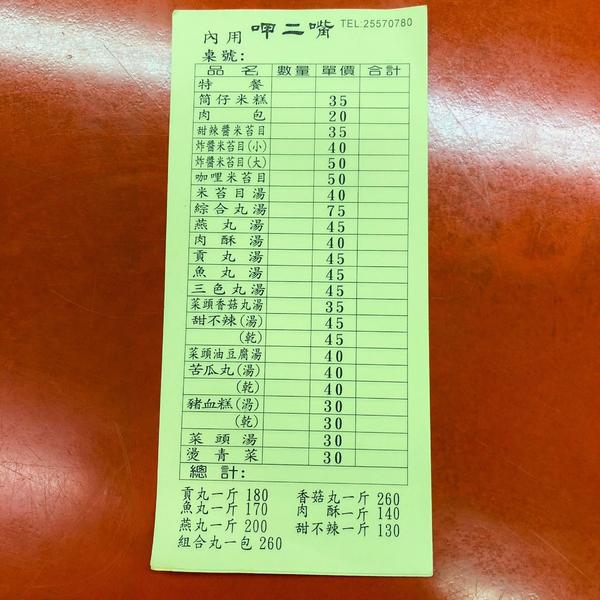 內用 呷二嘴 TEL:25570780
桌號:
品名 數量 單價 合計
特餐
筒仔米糕 35
肉包 20
甜辣醬米苔目 35
炸醬米苔目(小) 40
炸醬米苔目(大) 50
咖哩米苔目 50
米苔目湯 40
綜合丸湯 75
燕丸湯 45
肉酥湯 40
貢丸湯 45
魚丸湯 45
三色丸湯 45
菜頭香菇丸湯 35
甜不辣(湯) 45
(乾) 45
菜頭油豆腐湯 40
苦瓜丸(湯) 40
(乾) 40
豬血糕(湯) 30
(乾) 30
菜頭湯 30
燙青菜 30
總計:
貢丸一斤 180 香菇丸一斤 260
魚丸一斤 170 肉酥一斤 140
燕丸一斤 200 甜不辣一斤 130
組合丸一包 260